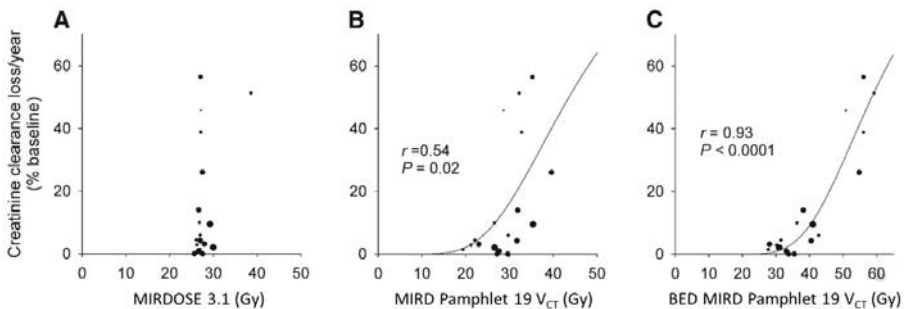 A
B
C
Creatinine clearance loss/year
(% baseline)
60
40
20
0
0
10
20
30
40
50
MIRDOSE 3.1 (Gy)
60
40
20
0
r =0.54
P = 0.02
0
10
20
30
40
50
MIRD Pamphlet 19 V_CT (Gy)
60
40
20
0
r = 0.93
P < 0.0001
0
10
20
30
40
50
60
BED MIRD Pamphlet 19 V_CT (Gy)